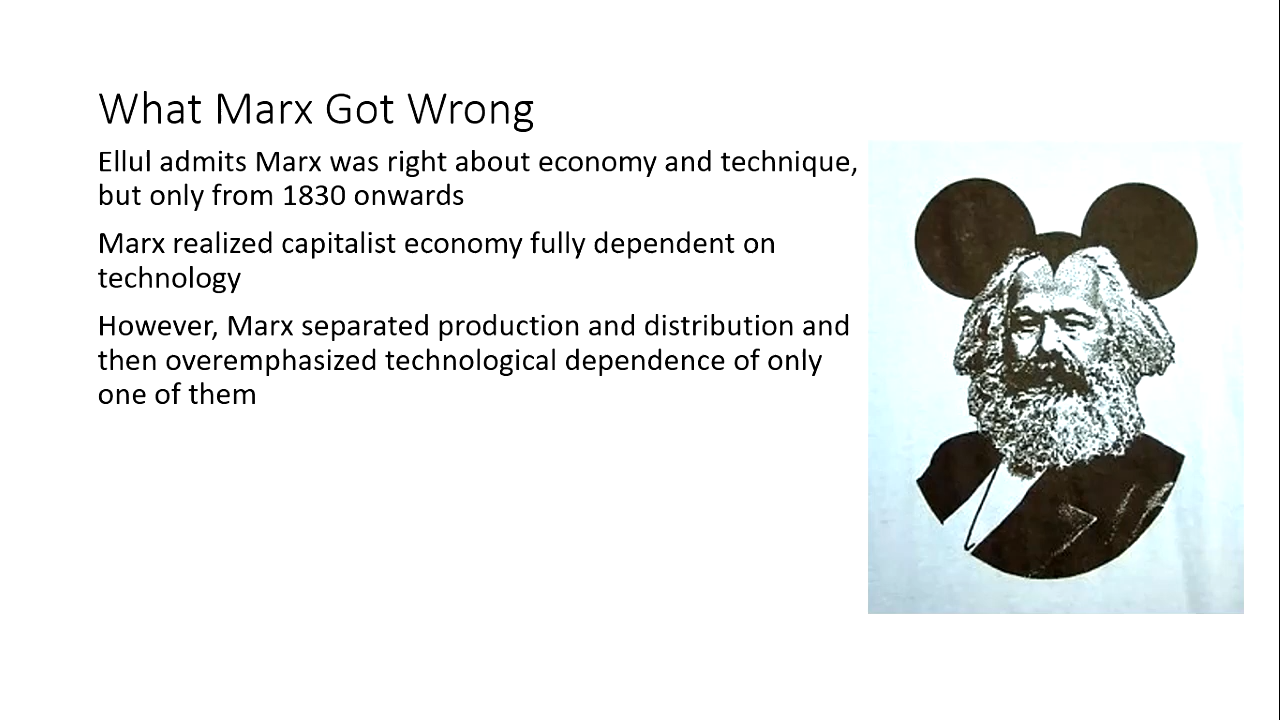 What Marx Got Wrong
Ellul admits Marx was right about economy and technique,
but only from 1830 onwards
Marx realized capitalist economy fully dependent on
technology
However, Marx separated production and distribution and
then overemphasized technological dependence of only
one of them